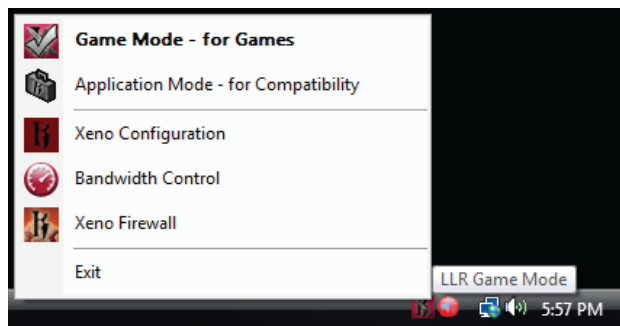 Game Mode - for Games
Application Mode - for Compatibility
Xeno Configuration
Bandwidth Control
Xeno Firewall
Exit
LLR Game Mode
5:57 PM